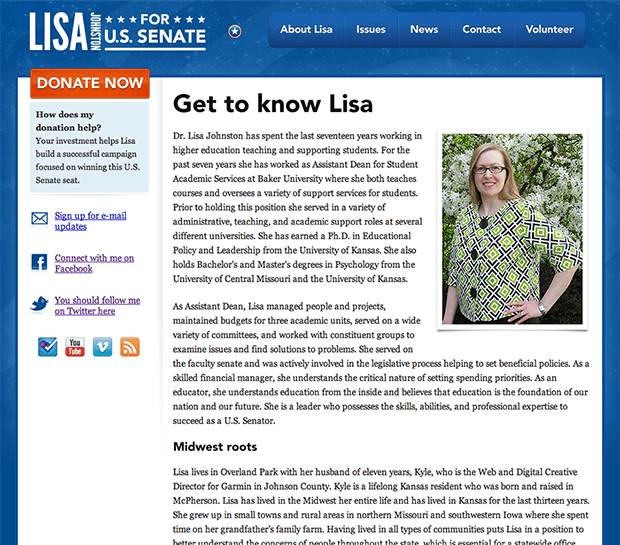 LISA JOHNSTON FOR U.S. SENATE
About Lisa
Issues
News
Contact
Volunteer
DONATE NOW
How does my
donation help?
Your investment helps Lisa
build a successful campaign
focused on winning this U.S.
Senate seat.
Sign up for e-mail
updates
Connect with me on
Facebook
You should follow me
on Twitter here
You
Tube
Get to know Lisa
Dr. Lisa Johnston has spent the last seventeen years working in
higher education teaching and supporting students. For the
past seven years she has worked as Assistant Dean for Student
Academic Services at Baker University where she both teaches
courses and oversees a variety of support services for students.
Prior to holding this position she served in a variety of
administrative, teaching, and academic support roles at several
different universities. She has earned a Ph.D. in Educational
Policy and Leadership from the University of Kansas. She also
holds Bachelor's and Master's degrees in Psychology from the
University of Central Missouri and the University of Kansas.
As Assistant Dean, Lisa managed people and projects,
maintained budgets for three academic units, served on a wide
variety of committees, and worked with constituent groups to
examine issues and find solutions to problems. She served on
the faculty senate and was actively involved in the legislative process helping to set beneficial policies. As a
skilled financial manager, she understands the critical nature of setting spending priorities. As an
educator, she understands education from the inside and believes that education is the foundation of our
nation and our future. She is a leader who possesses the skills, abilities, and professional expertise to
succeed as a U.S. Senator.
Midwest roots
Lisa lives in Overland Park with her husband of eleven years, Kyle, who is the Web and Digital Creative
Director for Garmin in Johnson County. Kyle is a lifelong Kansas resident who was born and raised in
McPherson. Lisa has lived in the Midwest her entire life and has lived in Kansas for the last thirteen years.
She grew up in small towns and rural areas in northern Missouri and southwestern Iowa where she spent
time on her grandfather's family farm. Having lived in all types of communities puts Lisa in a position to
better understand the concerns of people throughout the state, which is essential for a statewide office